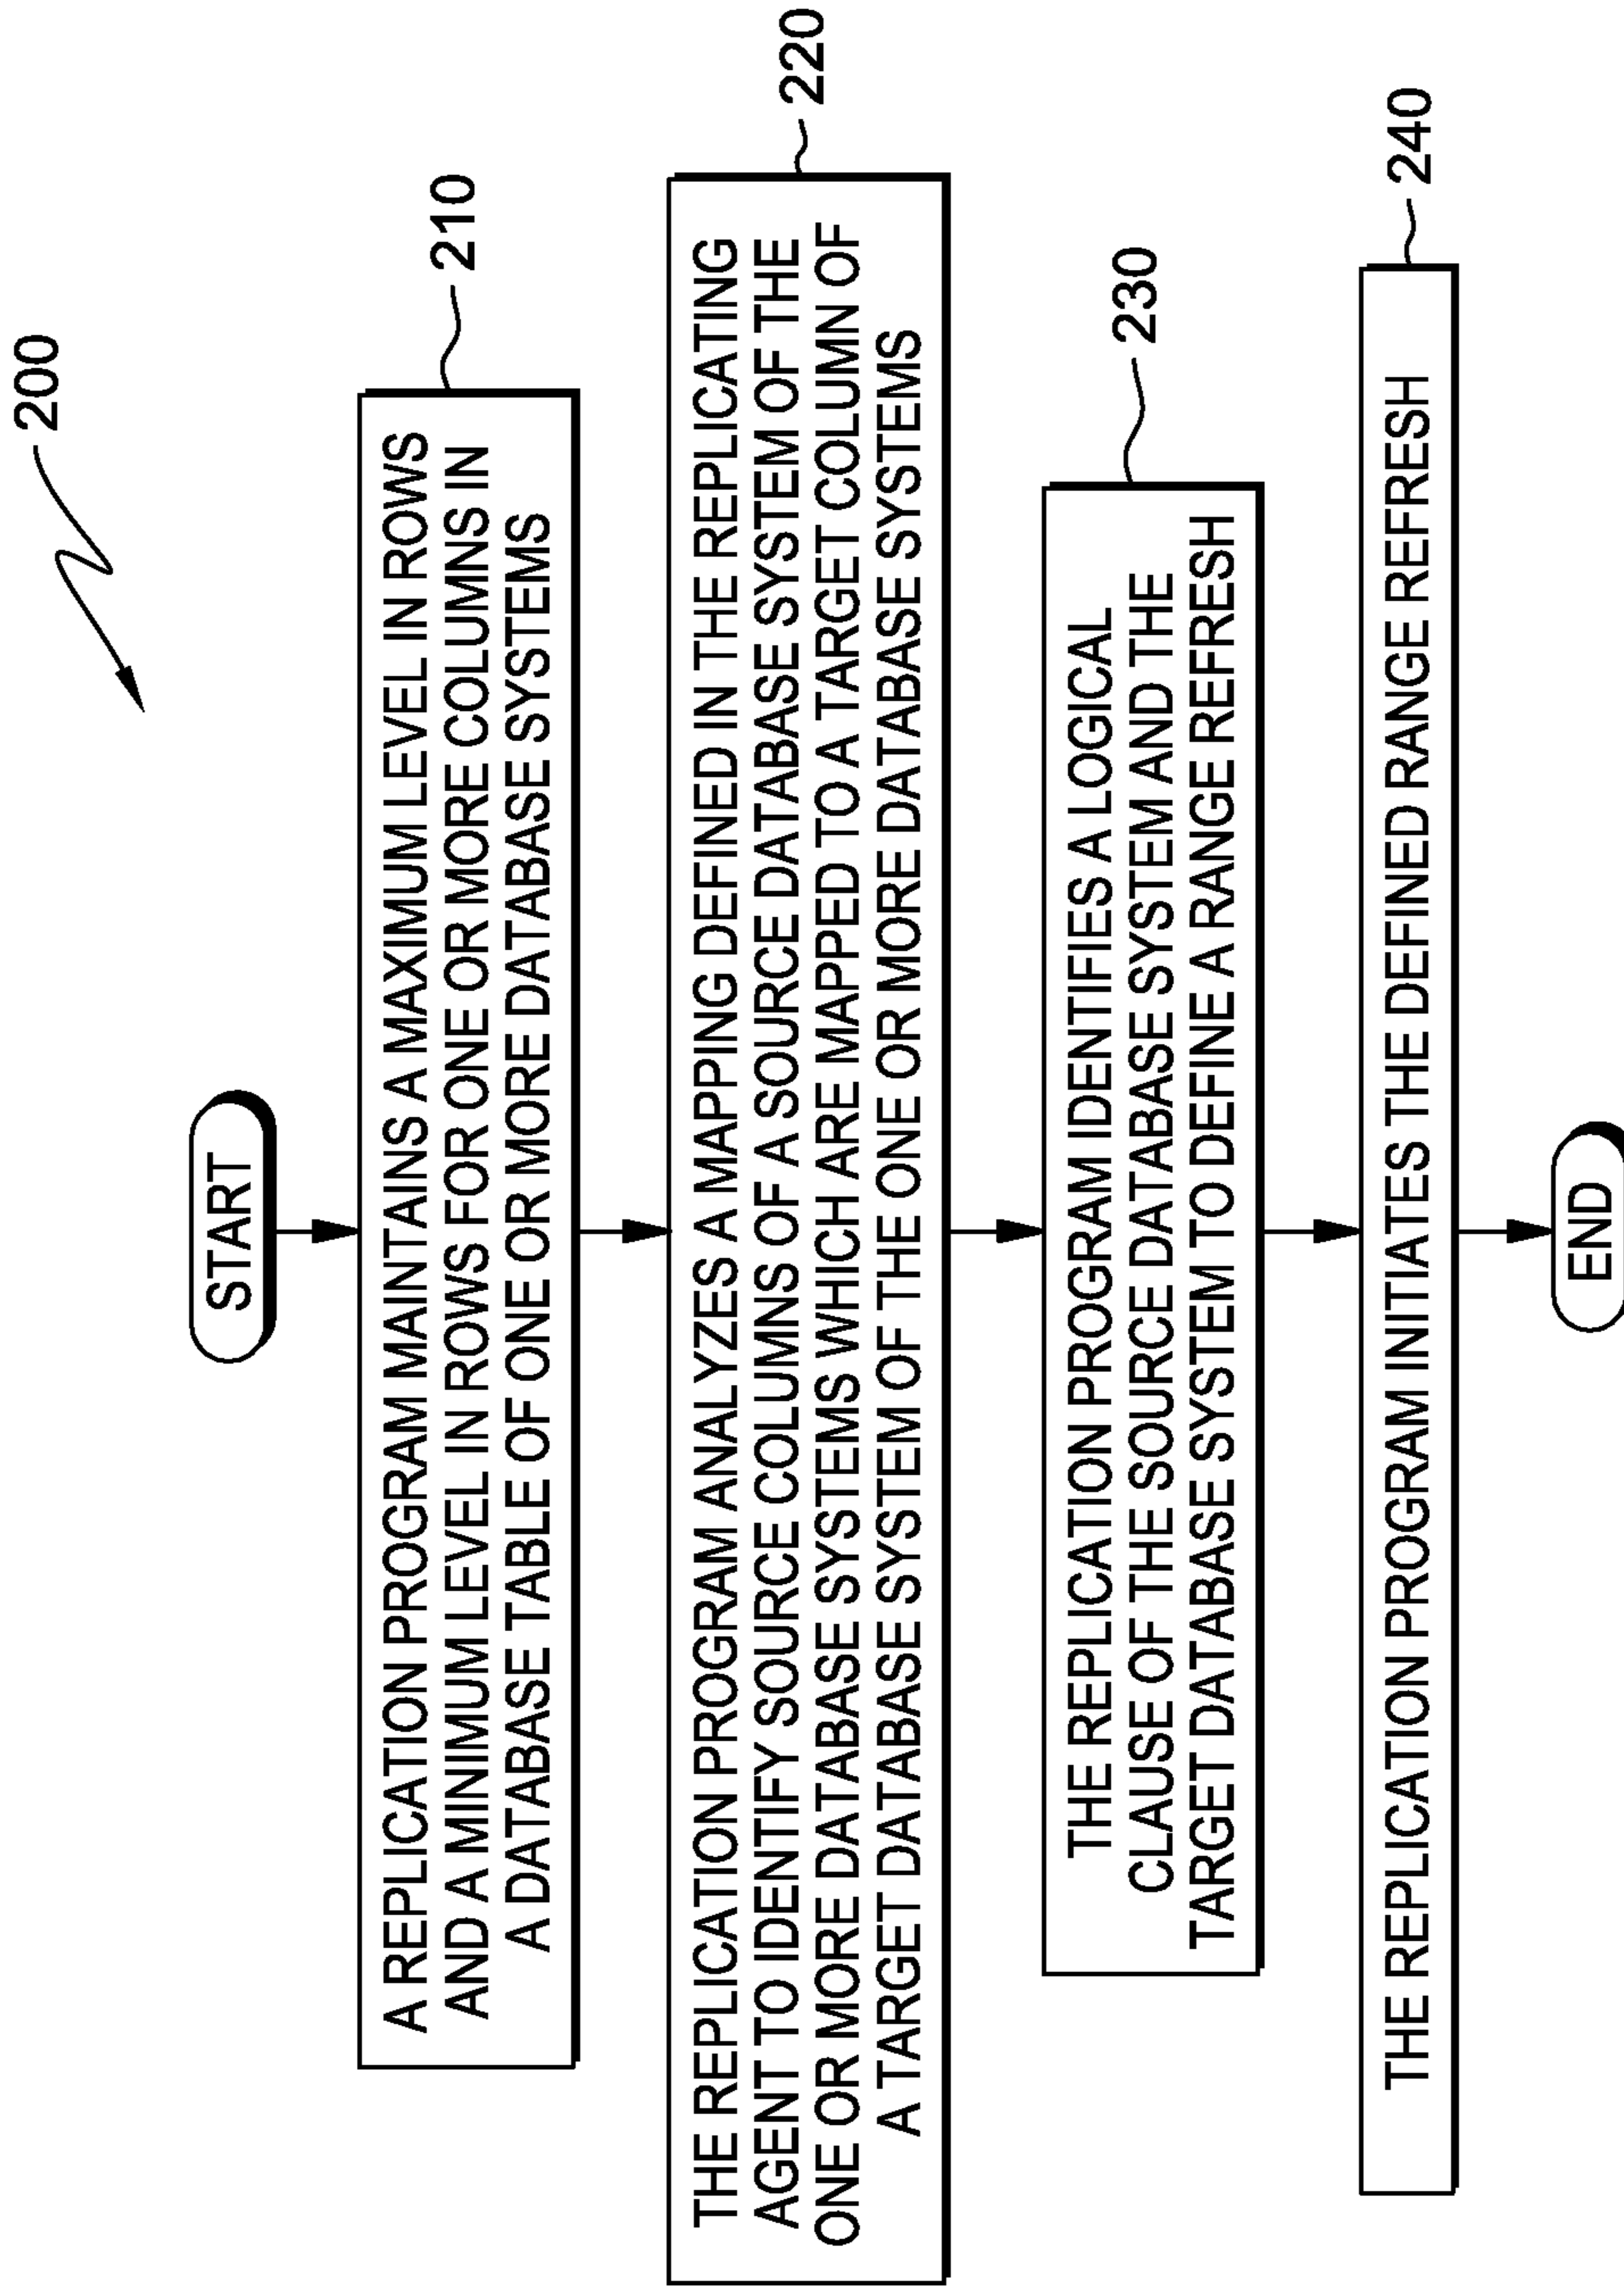 200
START
A REPLICATION PROGRAM MAINTAINS A MAXIMUM LEVEL IN ROWS
AND A MINIMUM LEVEL IN ROWS FOR ONE OR MORE COLUMNS IN
A DATABASE TABLE OF ONE OR MORE DATABASE SYSTEMS
210
THE REPLICATION PROGRAM ANALYZES A MAPPING DEFINED IN THE REPLICATING
AGENT TO IDENTIFY SOURCE COLUMNS OF A SOURCE DATABASE SYSTEM OF THE
ONE OR MORE DATABASE SYSTEMS WHICH ARE MAPPED TO A TARGET COLUMN OF
A TARGET DATABASE SYSTEM OF THE ONE OR MORE DATABASE SYSTEMS
220
THE REPLICATION PROGRAM IDENTIFIES A LOGICAL
CLAUSE OF THE SOURCE DATABASE SYSTEM AND THE
TARGET DATABASE SYSTEM TO DEFINE A RANGE REFRESH
230
THE REPLICATION PROGRAM INITIATES THE DEFINED RANGE REFRESH
240
END